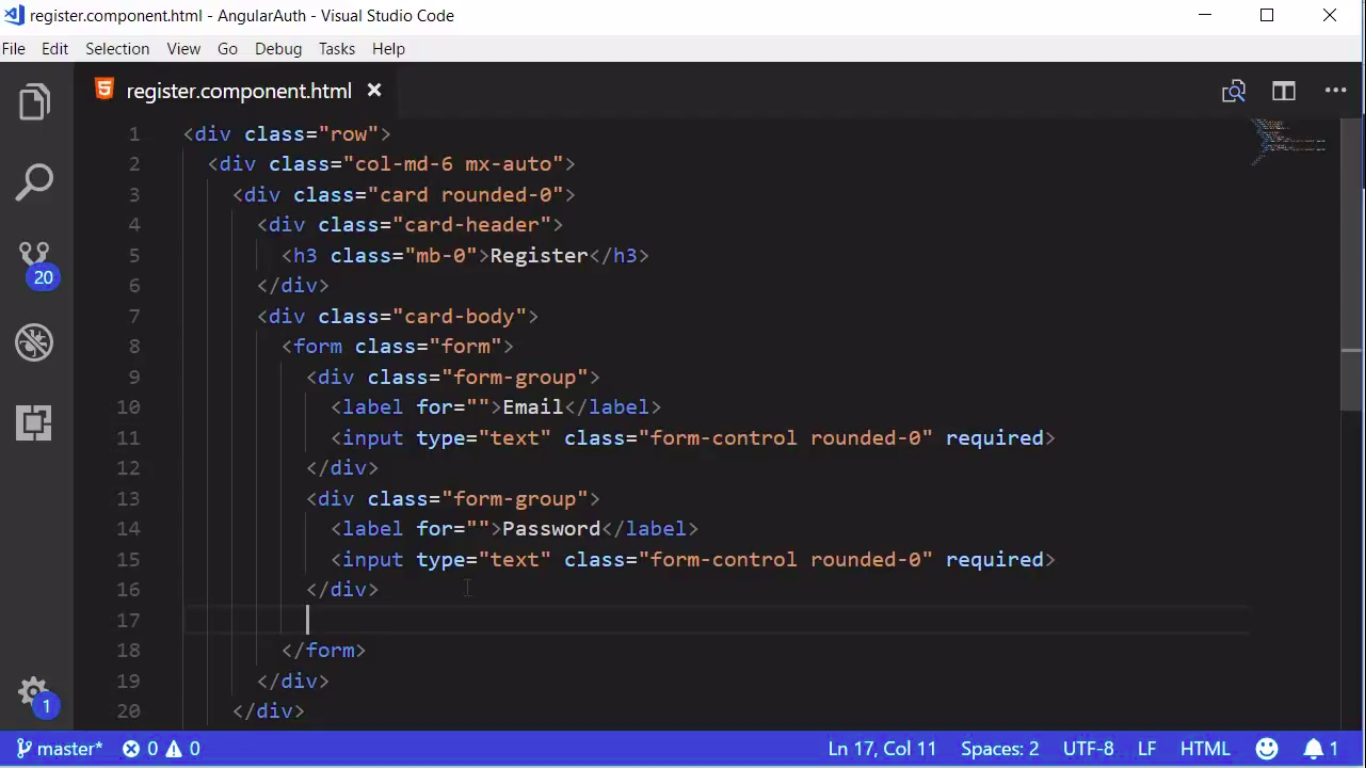 register.component.html - AngularAuth - Visual Studio Code
File Edit Selection View Go Debug Tasks Help
register.component.html
1 <div class="row">
2 <div class="col-md-6 mx-auto">
3 <div class="card rounded-0">
4 <div class="card-header">
5 <h3 class="mb-0">Register</h3>
6 </div>
7 <div class="card-body">
8 <form class="form">
9 <div class="form-group">
10 <label for="">Email</label>
11 <input type="text" class="form-control rounded-0" required>
12 </div>
13 <div class="form-group">
14 <label for="">Password</label>
15 <input type="text" class="form-control rounded-0" required>
16 </div>
17
18 </form>
19 </div>
20 </div>
20
1
master* 0 0 Ln 17, Col 11 Spaces: 2 UTF-8 LF HTML 1